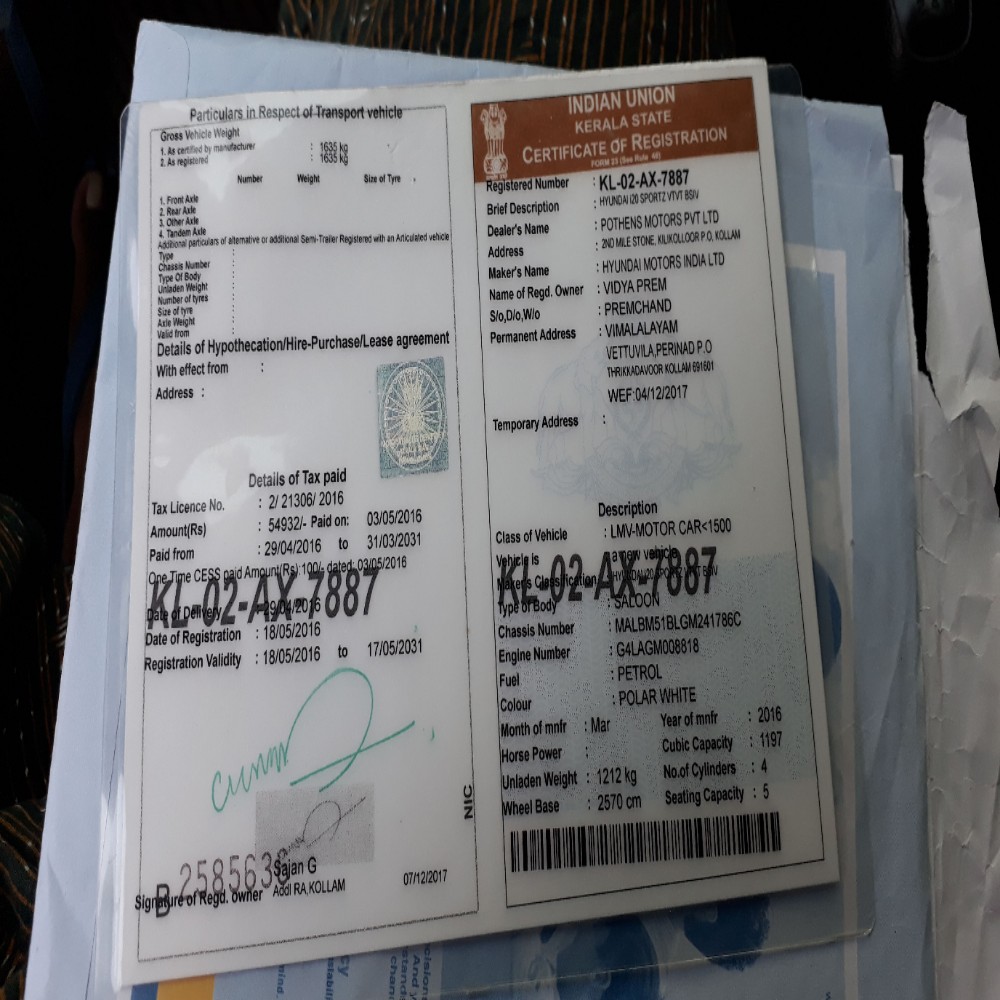 Particulars in Respect of Transport vehicle
Gross Vehicle Weight
1. As certified by manufacturer : 1635 kg
2. As registered : 1635 kg
Number Weight Size of Tyre
1. Front Axle
2. Rear Axle
3. Other Axle
4. Tandem Axle
Additional particulars of alternative or additional Semi-Trailer Registered with an Articulated vehicle
Type :
Chassis Number :
Type Of Body :
Unladen Weight :
Number of tyres :
Size of tyre :
Axle Weight :
Valid from :
Details of Hypothecation/Hire-Purchase/Lease agreement
With effect from :
Address :
Details of Tax paid
Tax Licence No. : 2/ 21306/ 2016
Amount(Rs) : 54932/- Paid on: 03/05/2016
Paid from : 29/04/2016 to 31/03/2031
One Time CESS paid Amount(Rs):100/- dated: 03/05/2016
KL-02-AX-7887
Date of Delivery : 29/04/2016
Date of Registration : 18/05/2016
Registration Validity : 18/05/2016 to 17/05/2031
NIC
B 258563
Sajan G
Signature of Regd. owner Addl RA,KOLLAM 07/12/2017
INDIAN UNION
KERALA STATE
CERTIFICATE OF REGISTRATION
FORM 23 (See Rule 48)
Registered Number : KL-02-AX-7887
Brief Description : HYUNDAI I20 SPORTZ VTVT BSIV
Dealer's Name : POTHENS MOTORS PVT LTD
Address : 2ND MILE STONE, KILIKOLLOOR P.O, KOLLAM
Maker's Name : HYUNDAI MOTORS INDIA LTD
Name of Regd. Owner : VIDYA PREM
S/o,D/o,W/o : PREMCHAND
Permanent Address : VIMALALAYAM
VETTUVILA,PERINAD P.O
THRIKKADAVOOR KOLLAM 691601
WEF:04/12/2017
Temporary Address :
Description
Class of Vehicle : LMV-MOTOR CAR<1500
Vehicle is : a new vehicle
Maker's Classification : HYUNDAI I20 SPORTZ VTVT BSIV
KL-02-AX-7887
Type of Body : SALOON
Chassis Number : MALBM51BLGM241786C
Engine Number : G4LAGM008818
Fuel : PETROL
Colour : POLAR WHITE
Month of mnfr : Mar Year of mnfr : 2016
Horse Power : Cubic Capacity : 1197
Unladen Weight : 1212 kg No.of Cylinders : 4
Wheel Base : 2570 cm Seating Capacity : 5